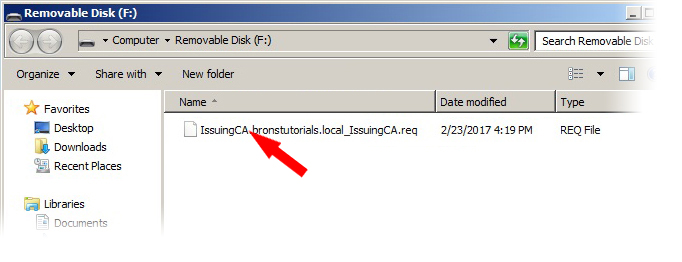 Removable Disk (F:)
Computer Removable Disk (F:)
Search Removable Disk
Organize Share with New folder
Name Date modified Type
Favorites
Desktop
Downloads
Recent Places
Libraries
Documents
IssuingCA.bronstutorials.local_IssuingCA.req 2/23/2017 4:19 PM REQ File